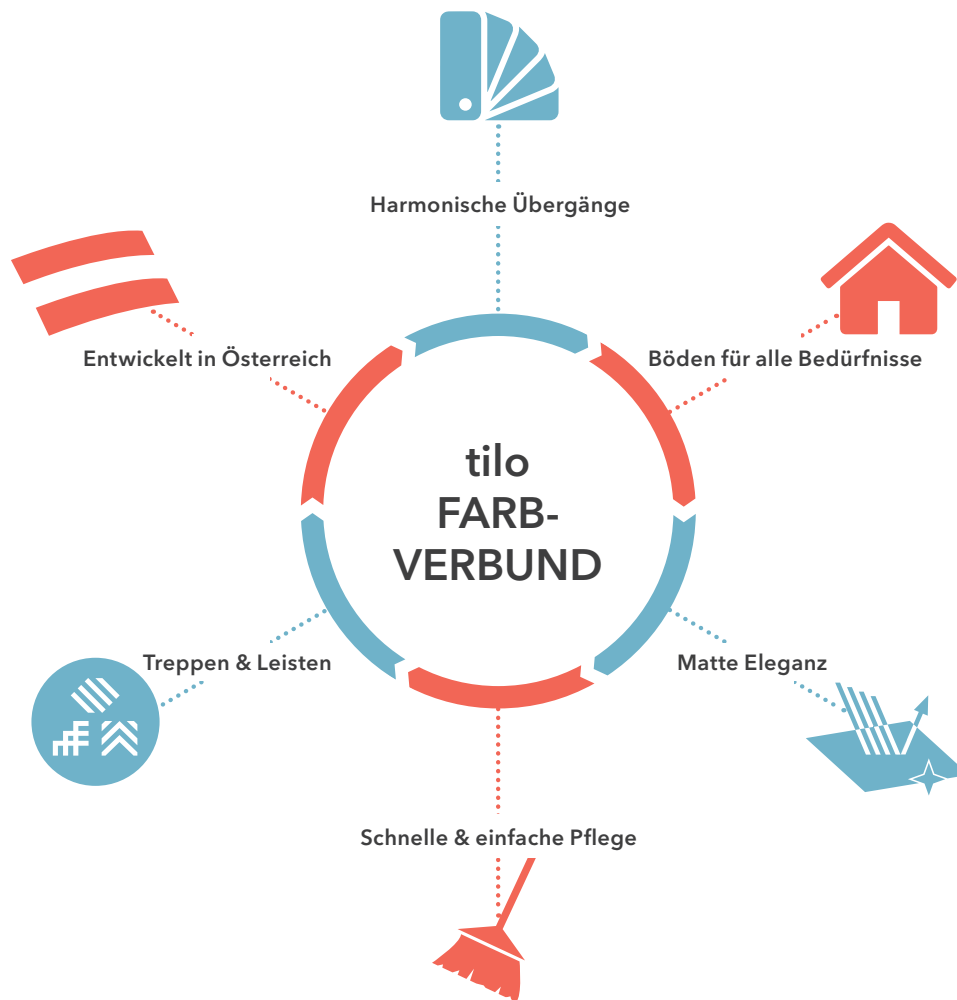 Harmonische Übergänge
Entwickelt in Österreich
Böden für alle Bedürfnisse
tilo
FARB-
VERBUND
Treppen & Leisten
Matte Eleganz
Schnelle & einfache Pflege